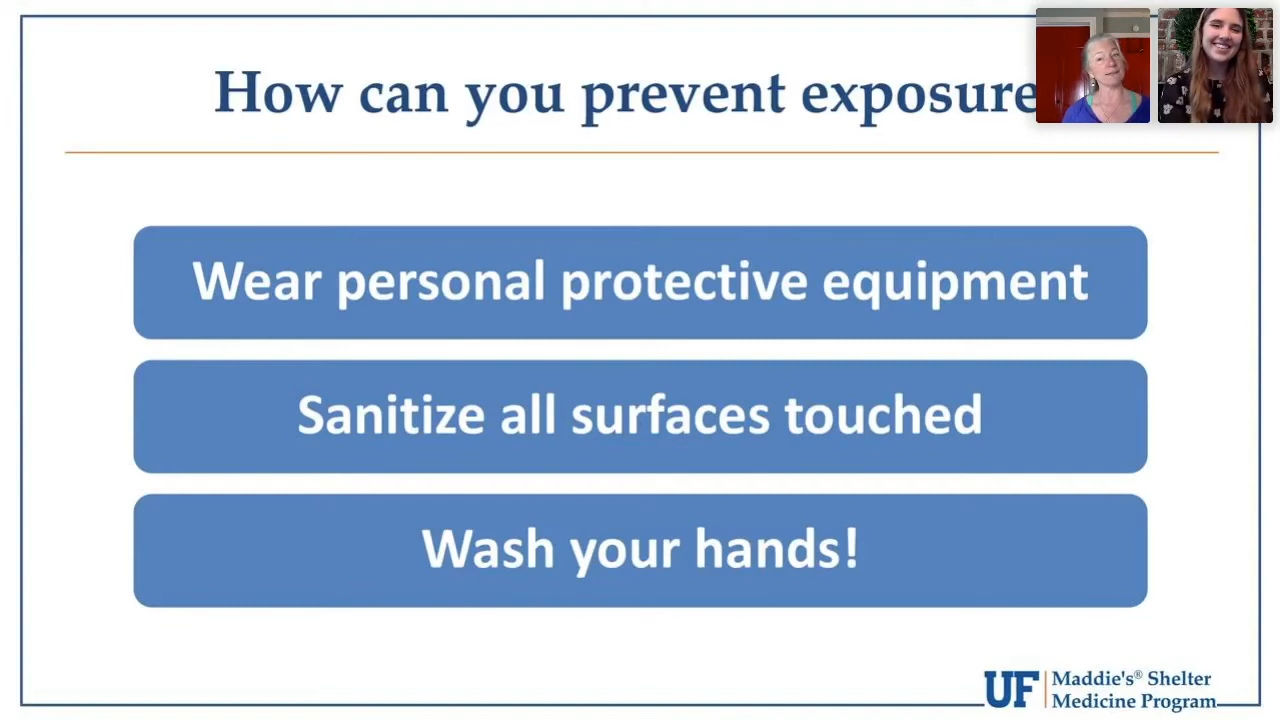 How can you prevent exposure
Wear personal protective equipment
Sanitize all surfaces touched
Wash your hands!
UF Maddie's® Shelter
Medicine Program